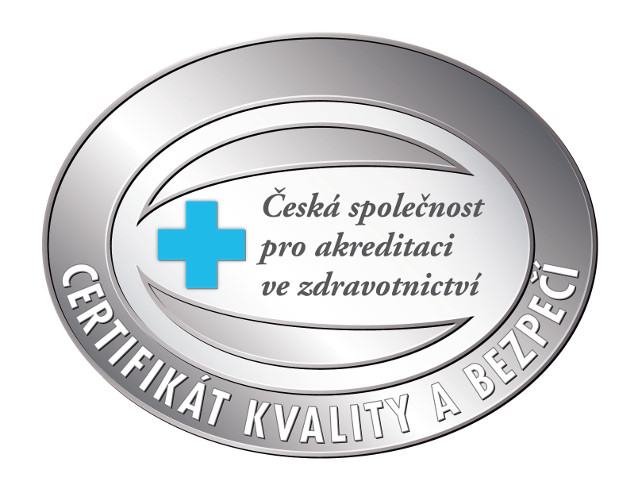 Česká společnost
pro akreditaci
ve zdravotnictví
CERTIFIKÁT KVALITY A BEZPEČÍ